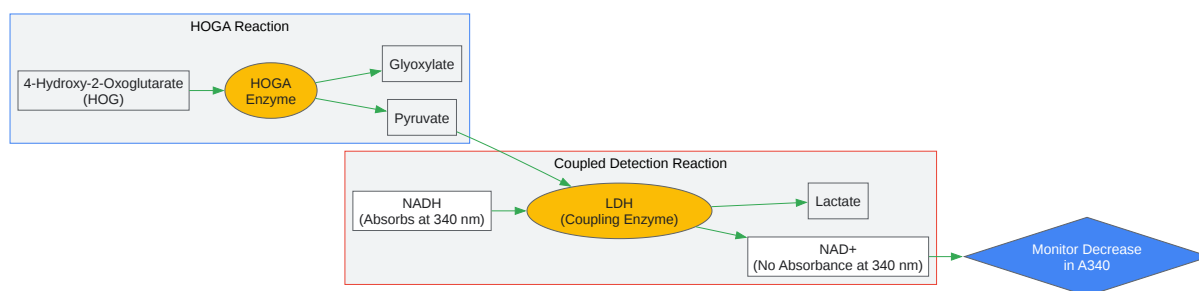 HOGA Reaction
4-Hydroxy-2-Oxoglutarate
(HOG)
HOGA
Enzyme
Glyoxylate
Pyruvate
Coupled Detection Reaction
NADH
(Absorbs at 340 nm)
LDH
(Coupling Enzyme)
Lactate
NAD+
(No Absorbance at 340 nm)
Monitor Decrease
in A340